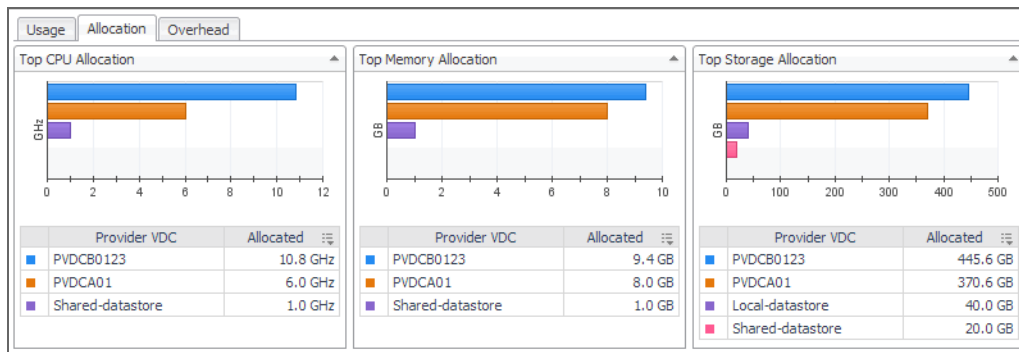 Usage Allocation Overhead
Top CPU Allocation
GHz
0 2 4 6 8 10 12
Provider VDC Allocated
PVDCB0123 10.8 GHz
PVDCA01 6.0 GHz
Shared-datastore 1.0 GHz
Top Memory Allocation
GB
0 2 4 6 8 10
Provider VDC Allocated
PVDCB0123 9.4 GB
PVDCA01 8.0 GB
Shared-datastore 1.0 GB
Top Storage Allocation
GB
0 100 200 300 400 500
Provider VDC Allocated
PVDCB0123 445.6 GB
PVDCA01 370.6 GB
Local-datastore 40.0 GB
Shared-datastore 20.0 GB